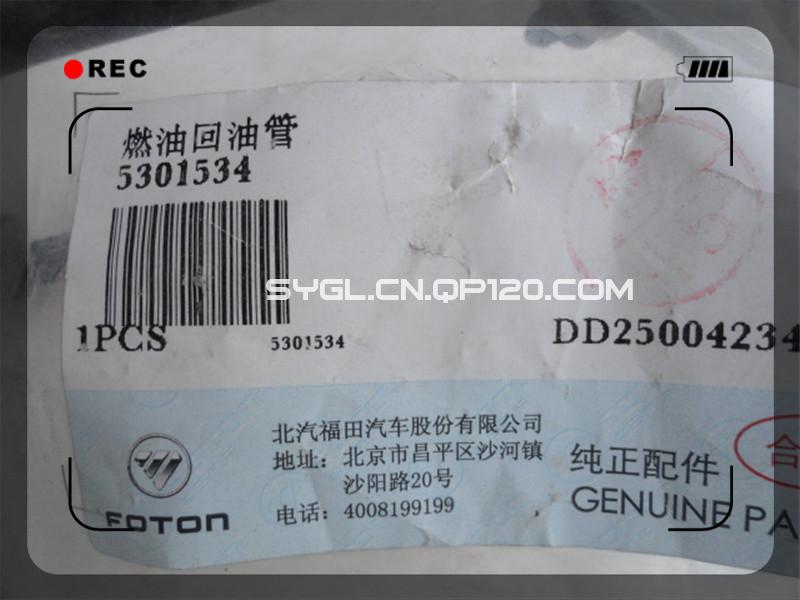 REC
燃油回油管
5301534
SYGL.CN.QP120.COM
1PCS
5301534
DD25004234
北汽福田汽车股份有限公司
地址：北京市昌平区沙河镇
沙阳路20号
电话：4008199199
FOTON
纯正配件
GENUINE PA
合